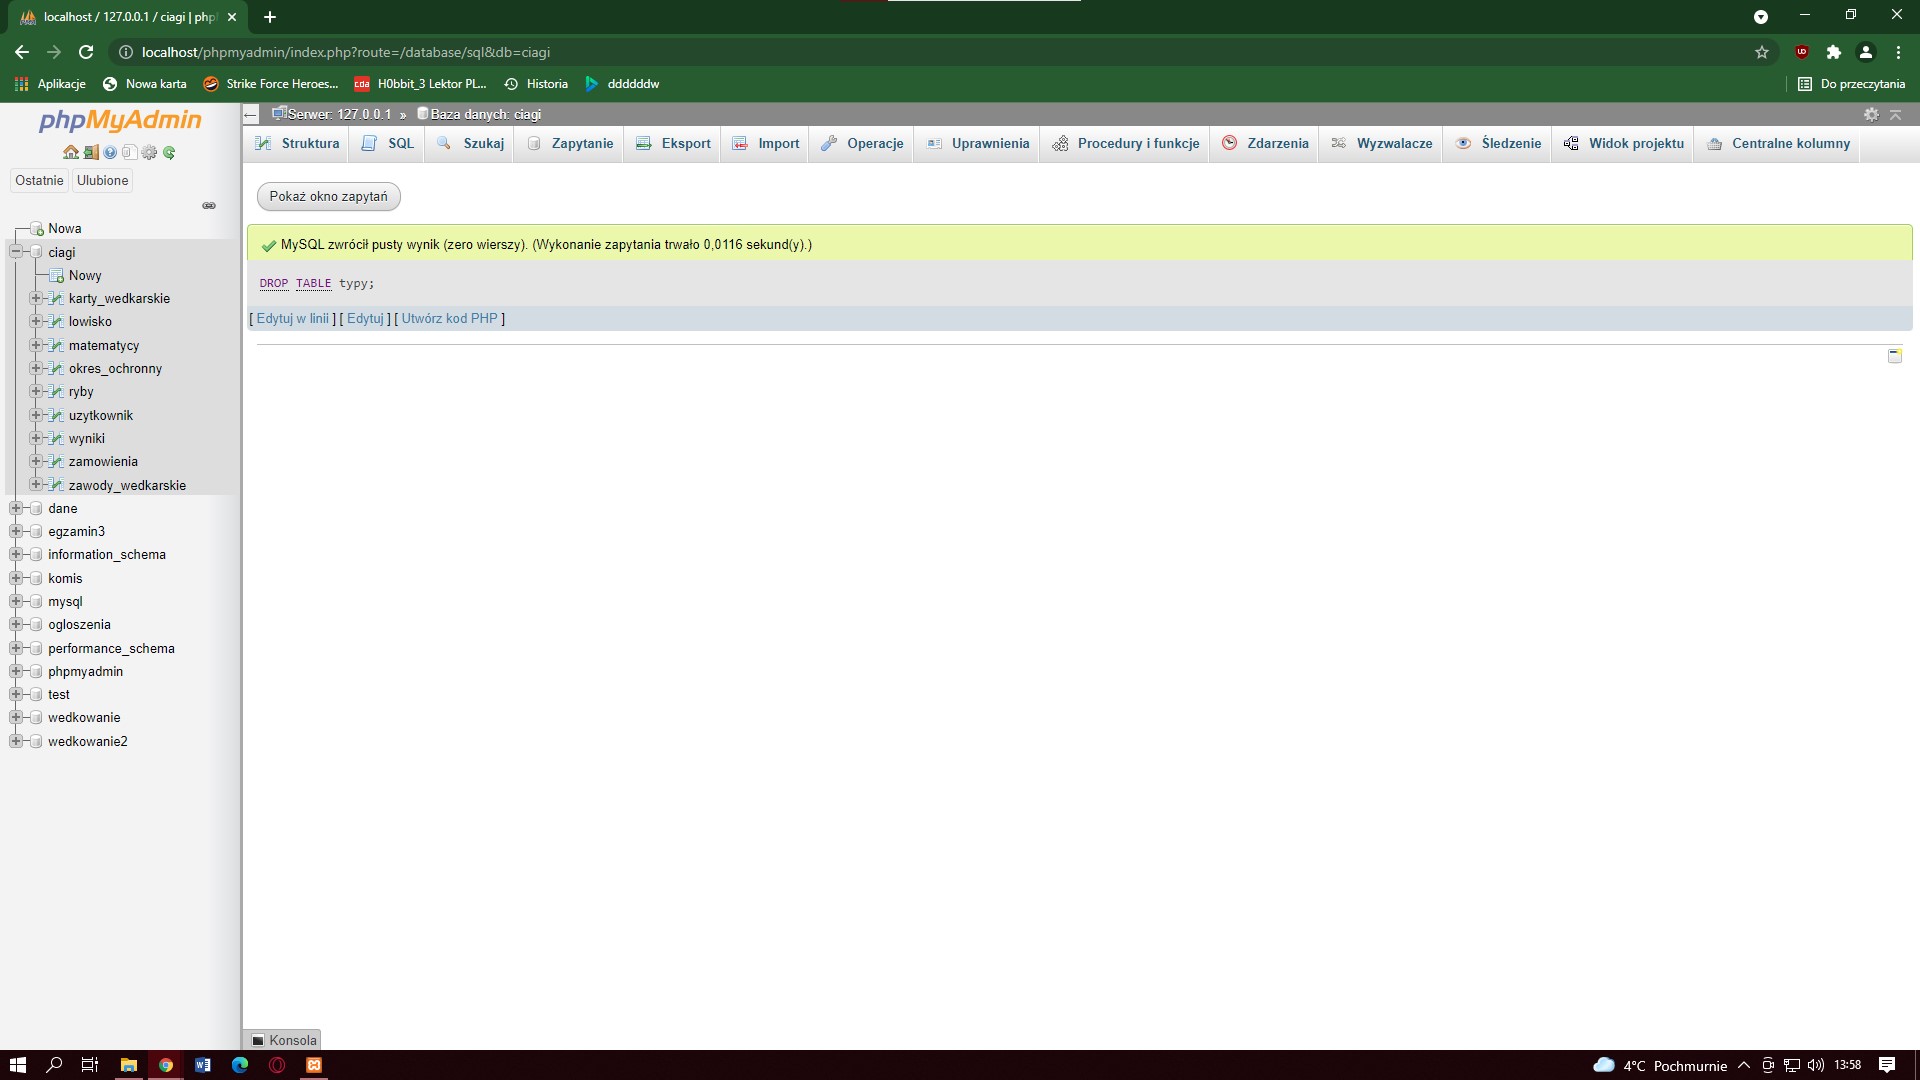 localhost / 127.0.0.1 / ciagi | php
localhost/phpmyadmin/index.php?route=/database/sql&db=ciagi
Aplikacje
Nowa karta
Strike Force Heroes...
cda
H0bbit_3 Lektor PL...
Historia
ddddddw
Do przeczytania
phpMyAdmin
Ostatnie
Ulubione
Nowa
ciagi
Nowy
karty_wedkarskie
lowisko
matematycy
okres_ochronny
ryby
uzytkownik
wyniki
zamowienia
zawody_wedkarskie
dane
egzamin3
information_schema
komis
mysql
ogloszenia
performance_schema
phpmyadmin
test
wedkowanie
wedkowanie2
Serwer: 127.0.0.1 » Baza danych: ciagi
Struktura
SQL
Szukaj
Zapytanie
Eksport
Import
Operacje
Uprawnienia
Procedury i funkcje
Zdarzenia
Wyzwalacze
Śledzenie
Widok projektu
Centralne kolumny
Pokaż okno zapytań
MySQL zwrócił pusty wynik (zero wierszy). (Wykonanie zapytania trwało 0,0116 sekund(y).)
DROP TABLE typy;
[ Edytuj w linii ] [ Edytuj ] [ Utwórz kod PHP ]
Konsola
4°C Pochmurnie
13:58